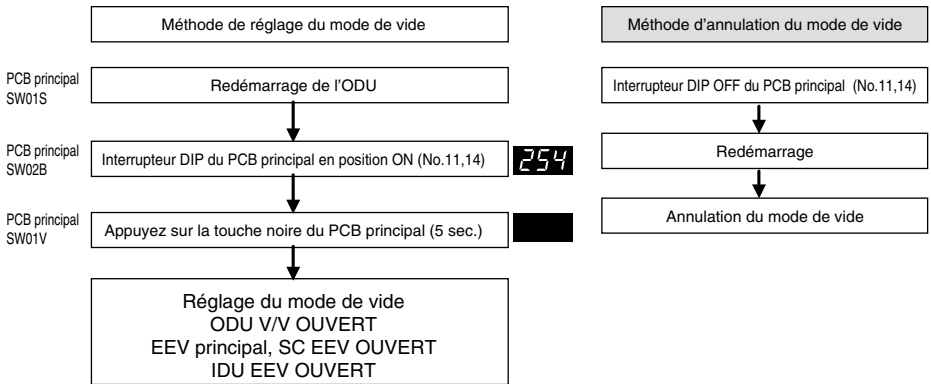 Méthode de réglage du mode de vide
PCB principal
SW01S
Redémarrage de l'ODU
PCB principal
SW02B
Interrupteur DIP du PCB principal en position ON (No.11,14)
254
PCB principal
SW01V
Appuyez sur la touche noire du PCB principal (5 sec.)
Réglage du mode de vide
ODU V/V OUVERT
EEV principal, SC EEV OUVERT
IDU EEV OUVERT
Méthode d'annulation du mode de vide
Interrupteur DIP OFF du PCB principal (No.11,14)
Redémarrage
Annulation du mode de vide